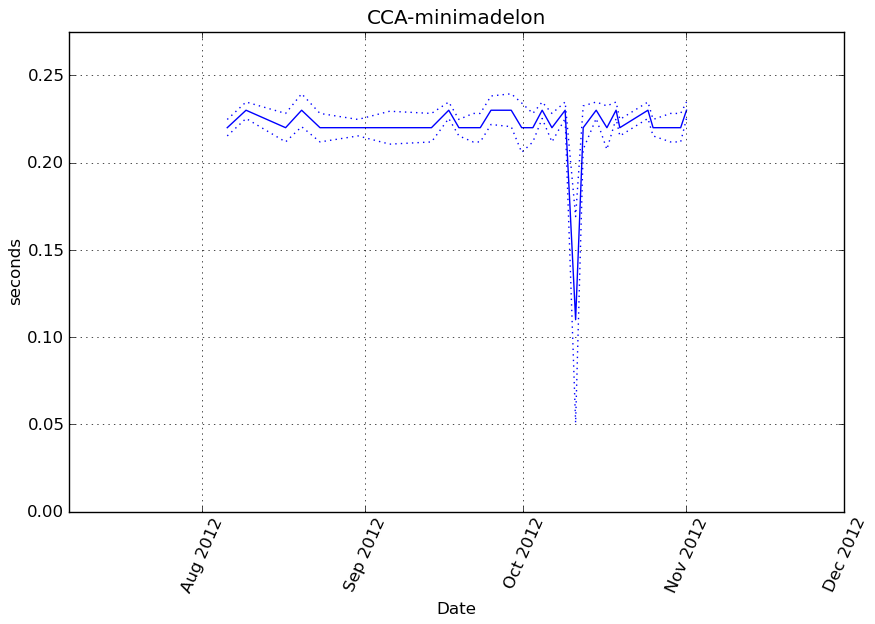 CCA-minimadelon
0.25
0.20
0.15
0.10
0.05
0.00
seconds
Aug 2012
Sep 2012
Oct 2012
Nov 2012
Dec 2012
Date